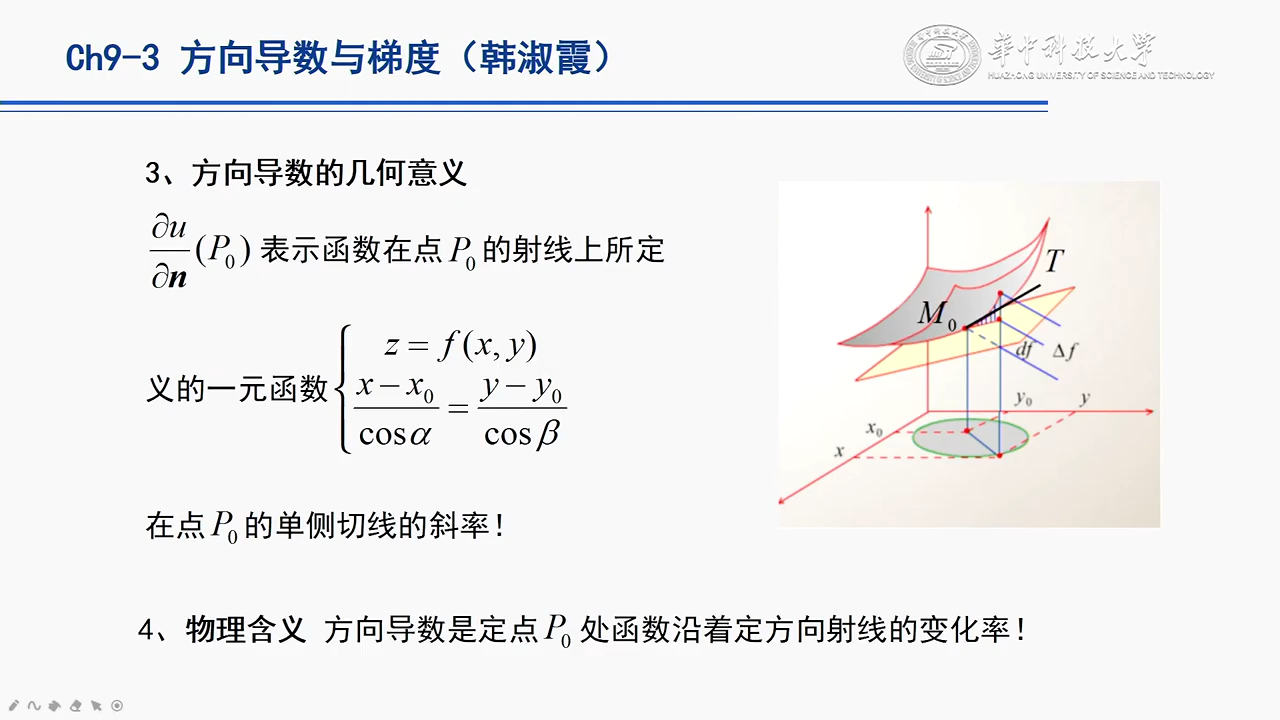 Ch9-3 方向导数与梯度（韩淑霞）
华中科技大学
HUAZHONG UNIVERSITY OF SCIENCE AND TECHNOLOGY
3、方向导数的几何意义
∂u/∂n (P₀) 表示函数在点 P₀ 的射线上所定
义的一元函数 { z = f(x, y)
(x − x₀)/cosα = (y − y₀)/cosβ
在点 P₀ 的单侧切线的斜率！
4、物理含义 方向导数是定点 P₀ 处函数沿着定方向射线的变化率！
T
M₀
df Δf
y₀ y
x₀
x